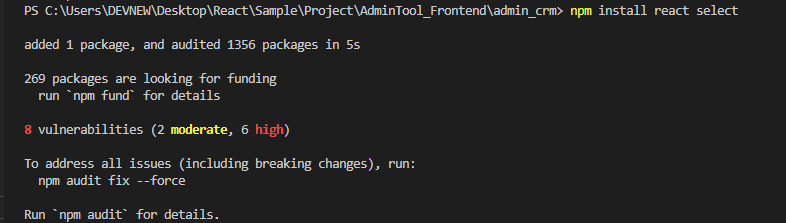 PS C:\Users\DEVNEW\Desktop\React\Sample\Project\AdminTool_Frontend\admin_crm> npm install react select
added 1 package, and audited 1356 packages in 5s
269 packages are looking for funding
  run `npm fund` for details
8 vulnerabilities (2 moderate, 6 high)
To address all issues (including breaking changes), run:
  npm audit fix --force
Run `npm audit` for details.